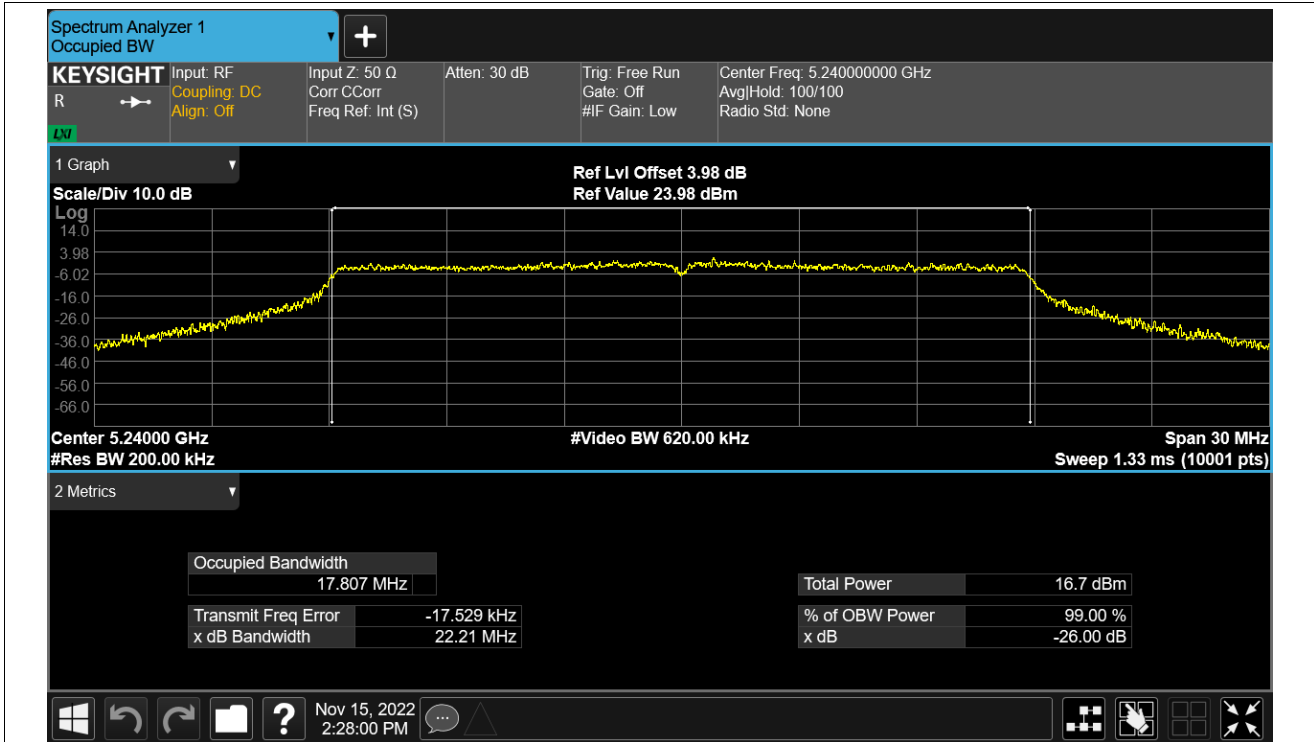 Spectrum Analyzer 1
Occupied BW
KEYSIGHT
R
LXI
Input: RF
Coupling: DC
Align: Off
Input Z: 50 Ω
Corr CCorr
Freq Ref: Int (S)
Atten: 30 dB
Trig: Free Run
Gate: Off
#IF Gain: Low
Center Freq: 5.240000000 GHz
Avg|Hold: 100/100
Radio Std: None
1 Graph
Scale/Div 10.0 dB
Ref Lvl Offset 3.98 dB
Ref Value 23.98 dBm
Log
14.0
3.98
-6.02
-16.0
-26.0
-36.0
-46.0
-56.0
-66.0
Center 5.24000 GHz
#Video BW 620.00 kHz
Span 30 MHz
#Res BW 200.00 kHz
Sweep 1.33 ms (10001 pts)
2 Metrics
Occupied Bandwidth
17.807 MHz
Transmit Freq Error -17.529 kHz
x dB Bandwidth 22.21 MHz
Total Power 16.7 dBm
% of OBW Power 99.00 %
x dB -26.00 dB
?
Nov 15, 2022
2:28:00 PM